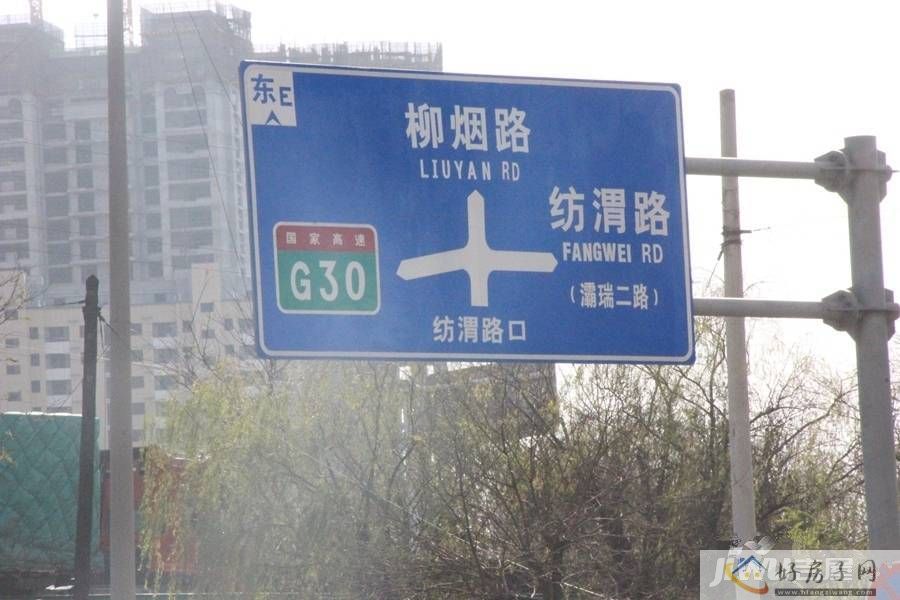 东E
柳烟路
LIUYAN RD
纺渭路
FANGWEI RD
(灞瑞二路)
国家高速
G30
纺渭路口
好房子网